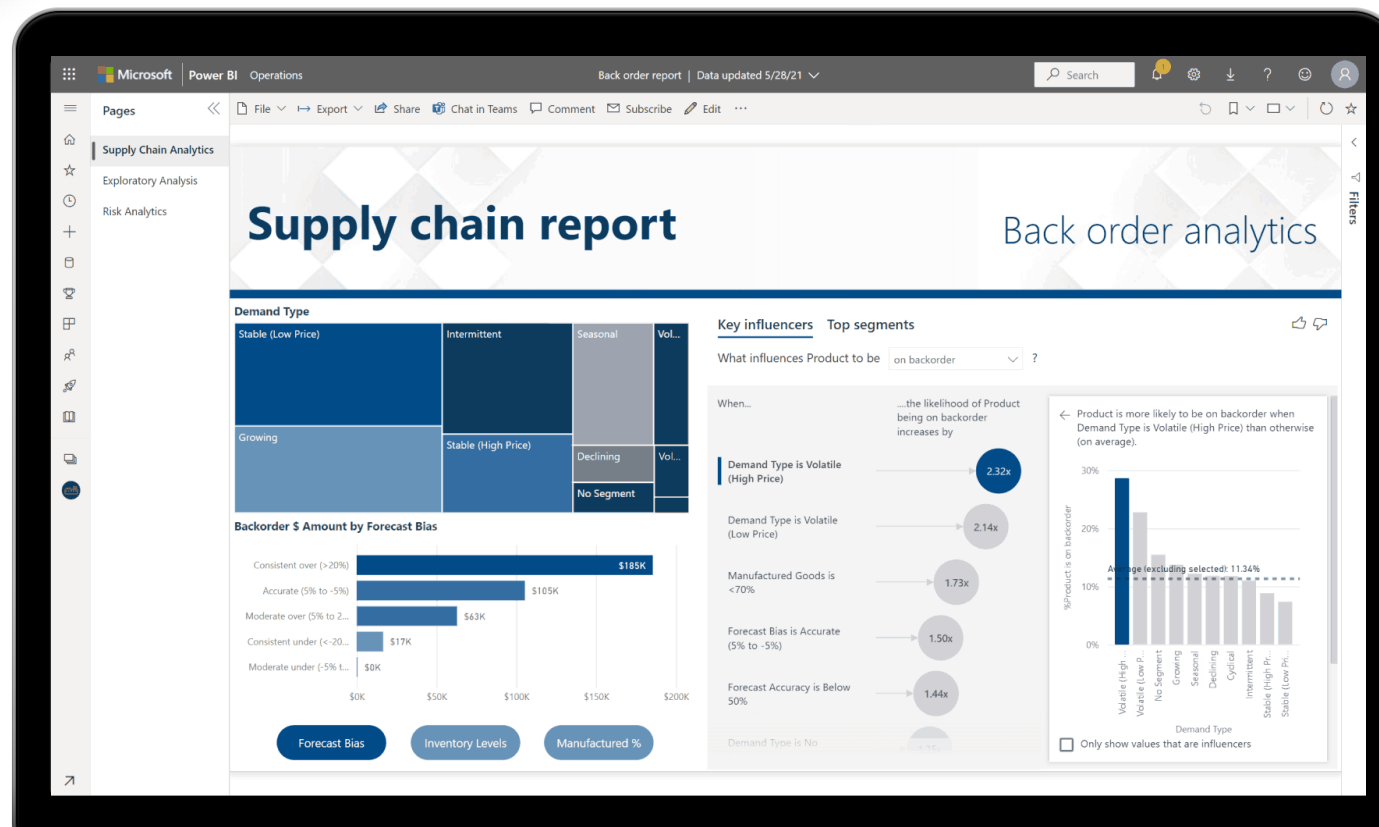 Microsoft Power BI Operations
Back order report | Data updated 5/28/21
Search
1
Pages
File Export Share Chat in Teams Comment Subscribe Edit ...
Supply Chain Analytics
Exploratory Analysis
Risk Analytics
Filters
Supply chain report
Back order analytics
Demand Type
Stable (Low Price)
Intermittent
Seasonal
Vol...
Growing
Stable (High Price)
Declining
Vol...
No Segment
Backorder $ Amount by Forecast Bias
Consistent over (>20%)
$185K
Accurate (5% to -5%)
$105K
Moderate over (5% to 2...
$63K
Consistent under (<-20...
$17K
Moderate under (-5% t...
$0K
$0K $50K $100K $150K $200K
Forecast Bias
Inventory Levels
Manufactured %
Key influencers Top segments
What influences Product to be on backorder ?
When...
....the likelihood of Product
being on backorder
increases by
Demand Type is Volatile
(High Price)
2.32x
Demand Type is Volatile
(Low Price)
2.14x
Manufactured Goods is
<70%
1.73x
Forecast Bias is Accurate
(5% to -5%)
1.50x
Forecast Accuracy is Below
50%
1.44x
Demand Type is No
Product is more likely to be on backorder when
Demand Type is Volatile (High Price) than otherwise
(on average).
%Product is on backorder
30%
20%
10%
0%
Average (excluding selected): 11.34%
Volatile (High ...
Volatile (Low P...
No Segment
Growing
Seasonal
Declining
Cyclical
Intermittent
Stable (High Pr...
Stable (Low Pri...
Demand Type
Only show values that are influencers